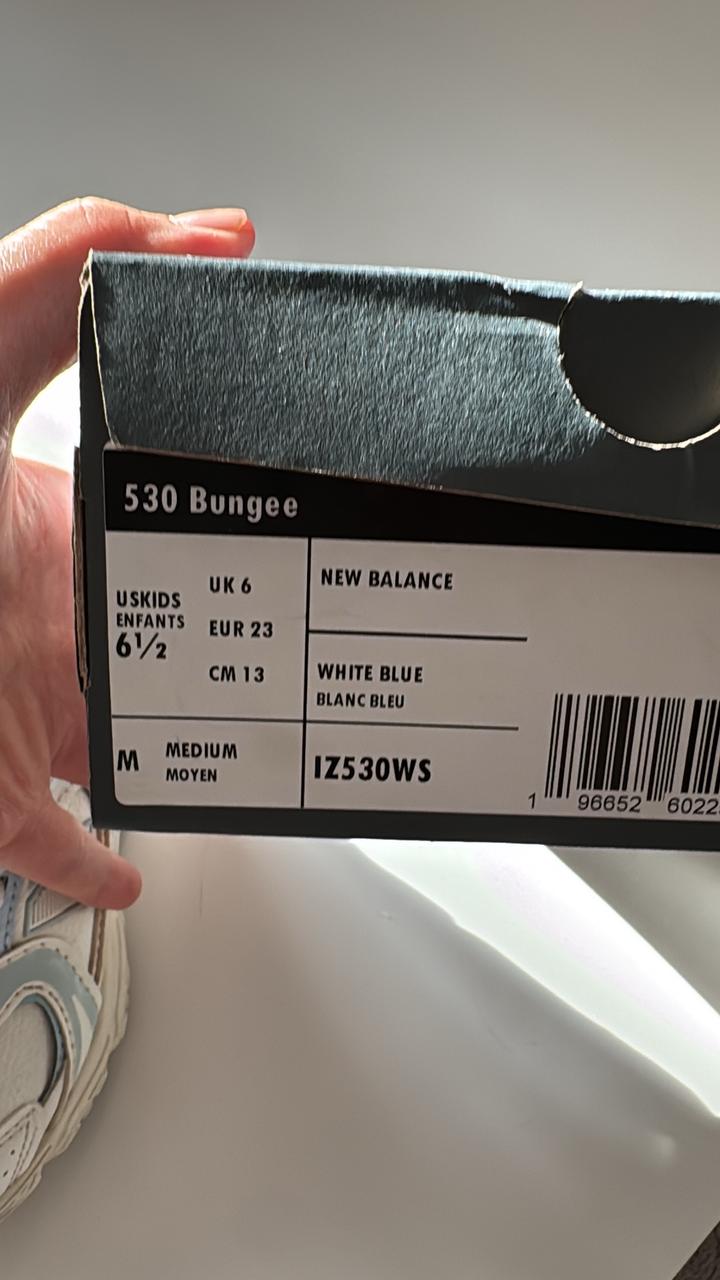 530 Bungee
USKIDS
ENFANTS
6½
UK 6
EUR 23
CM 13
NEW BALANCE
WHITE BLUE
BLANC BLEU
M
MEDIUM
MOYEN
IZ530WS
1 96652 6022